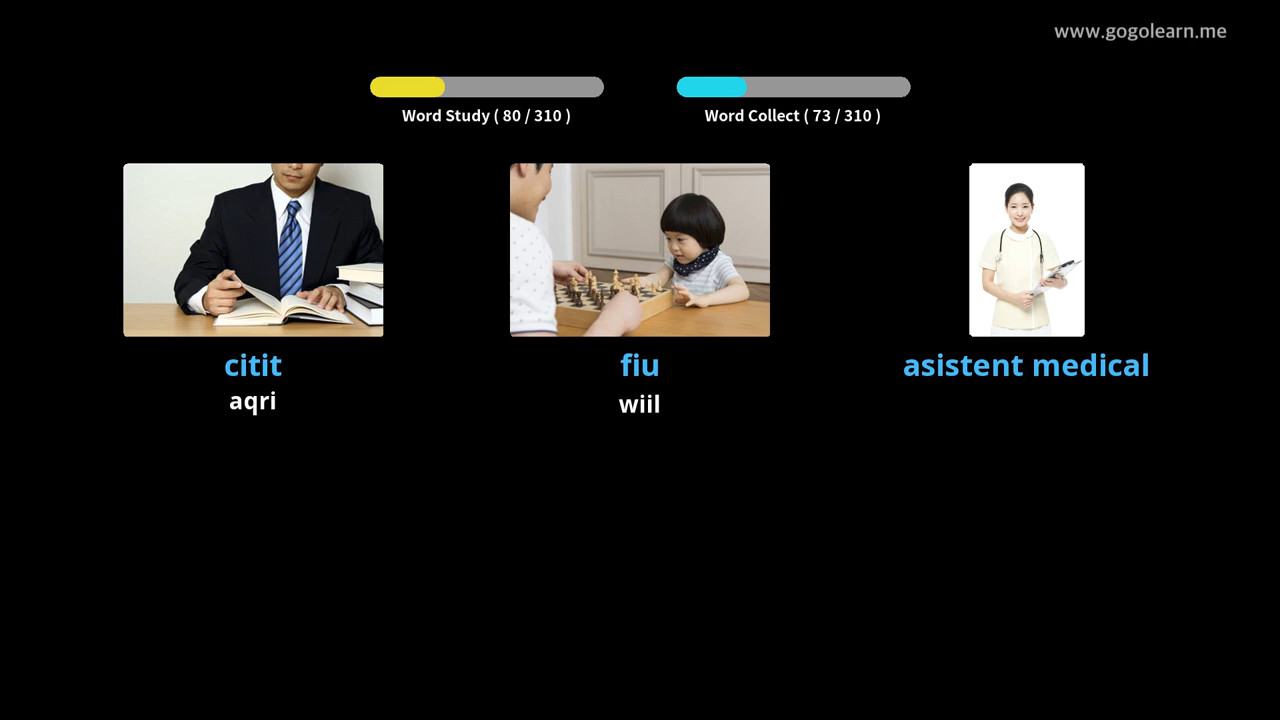 www.gogolearn.me
Word Study ( 80 / 310 )
Word Collect ( 73 / 310 )
citit
aqri
fiu
wiil
asistent medical